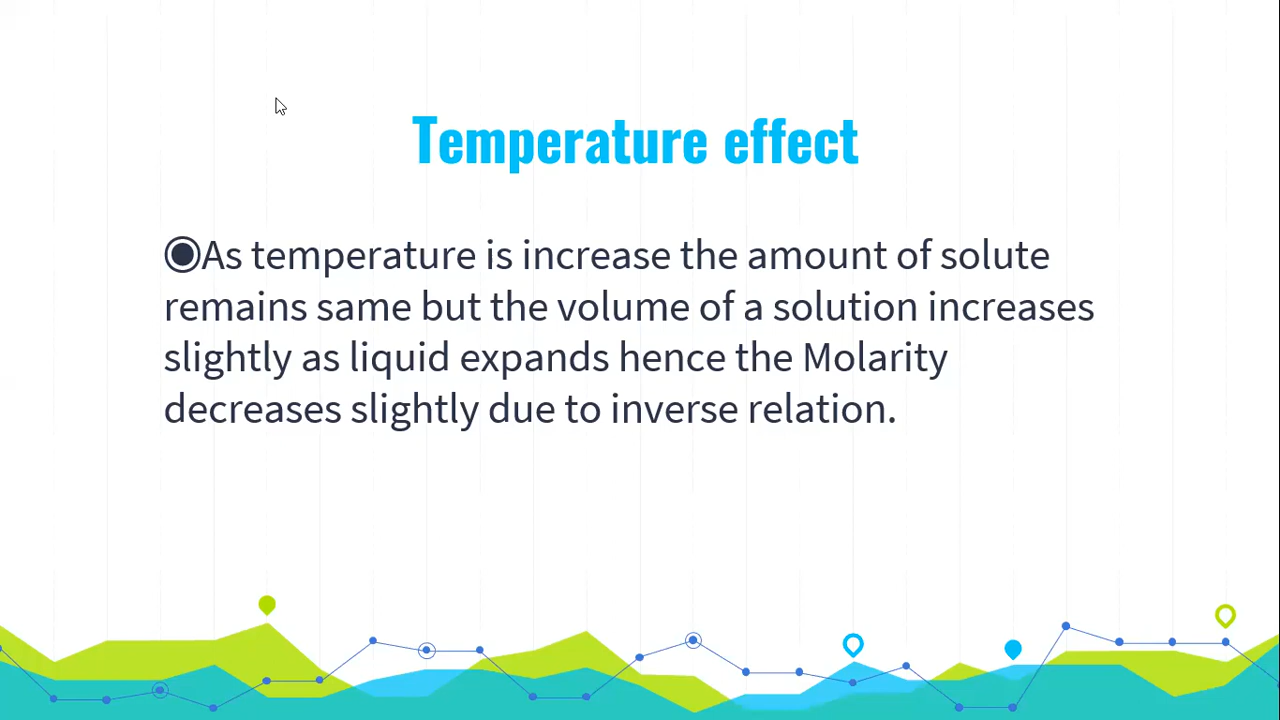 Temperature effect
◉As temperature is increase the amount of solute
remains same but the volume of a solution increases
slightly as liquid expands hence the Molarity
decreases slightly due to inverse relation.